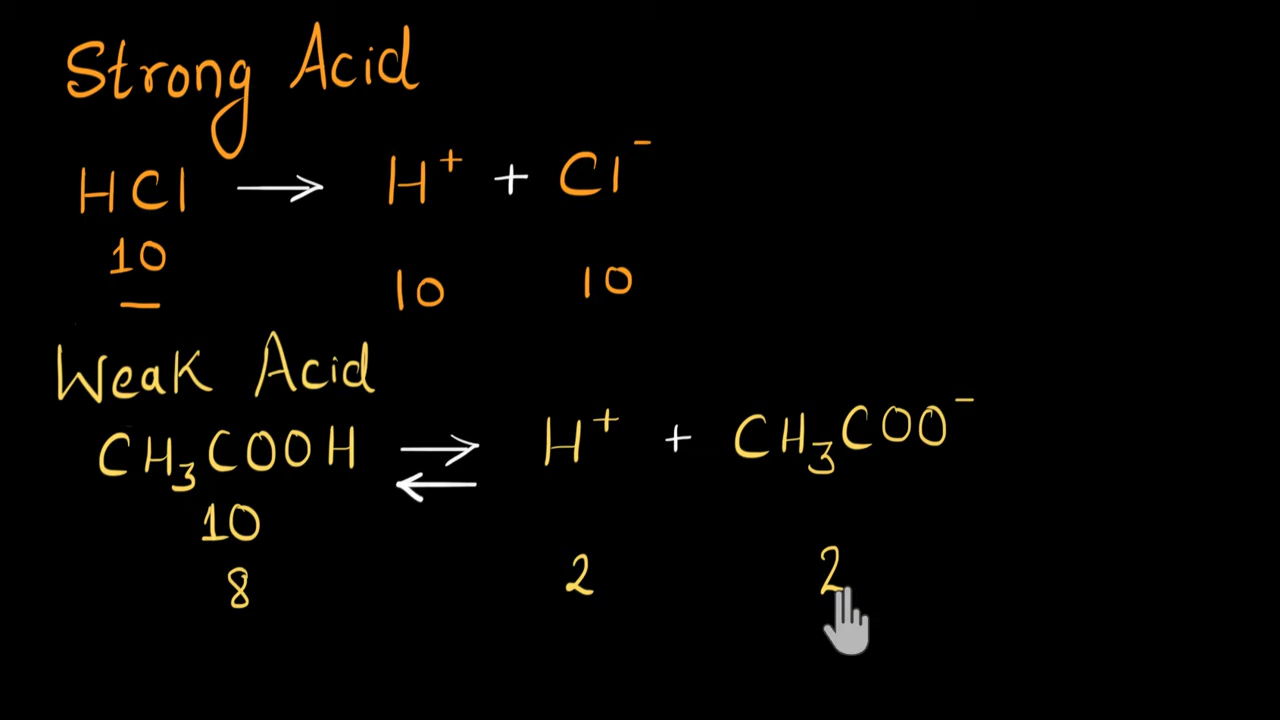 Strong Acid
HCl → H⁺ + Cl⁻
10 10 10
Weak Acid
CH₃COOH ⇌ H⁺ + CH₃COO⁻
10
8 2 2